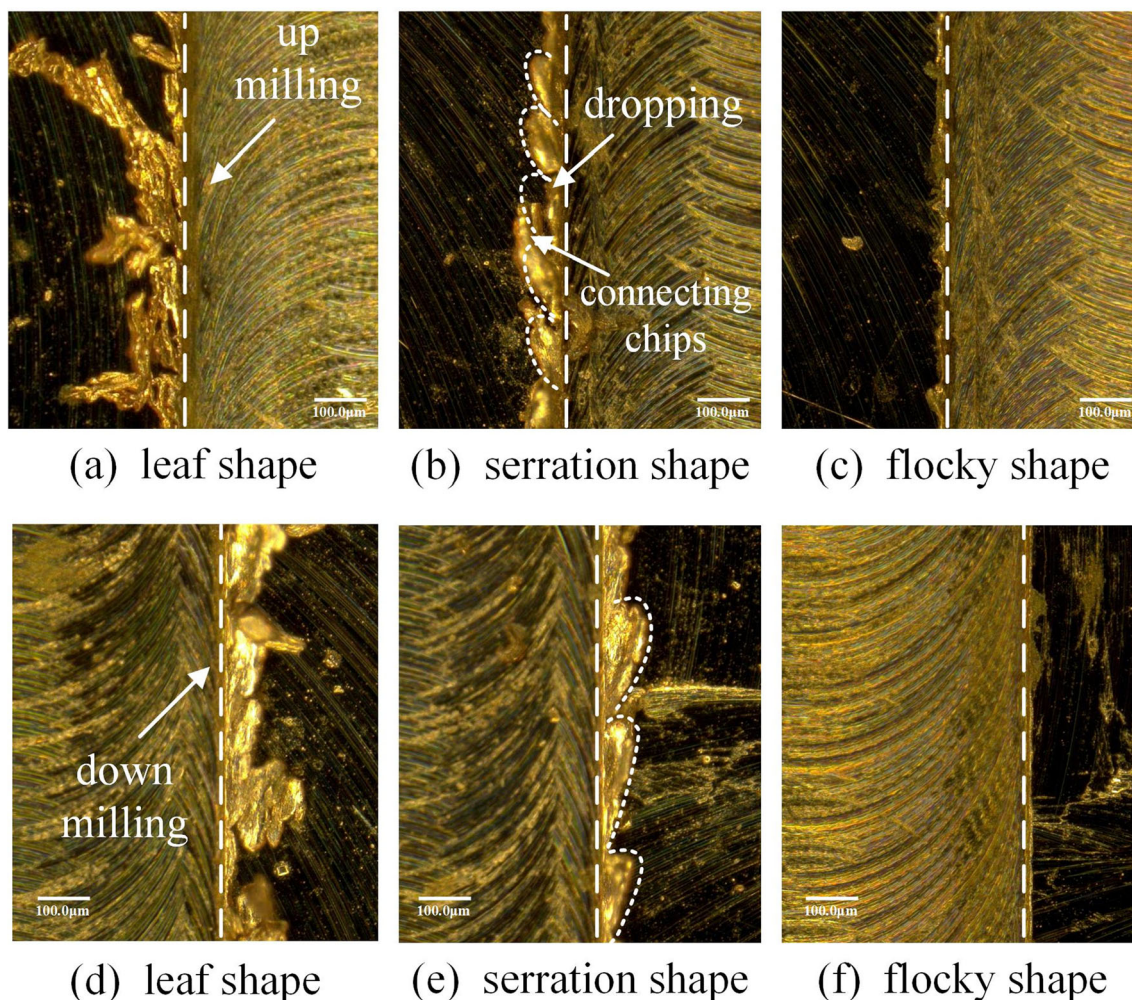 up
milling
100.0μm
(a) leaf shape
dropping
connecting
chips
100.0μm
(b) serration shape
100.0μm
(c) flocky shape
down
milling
100.0μm
(d) leaf shape
100.0μm
(e) serration shape
100.0μm
(f) flocky shape